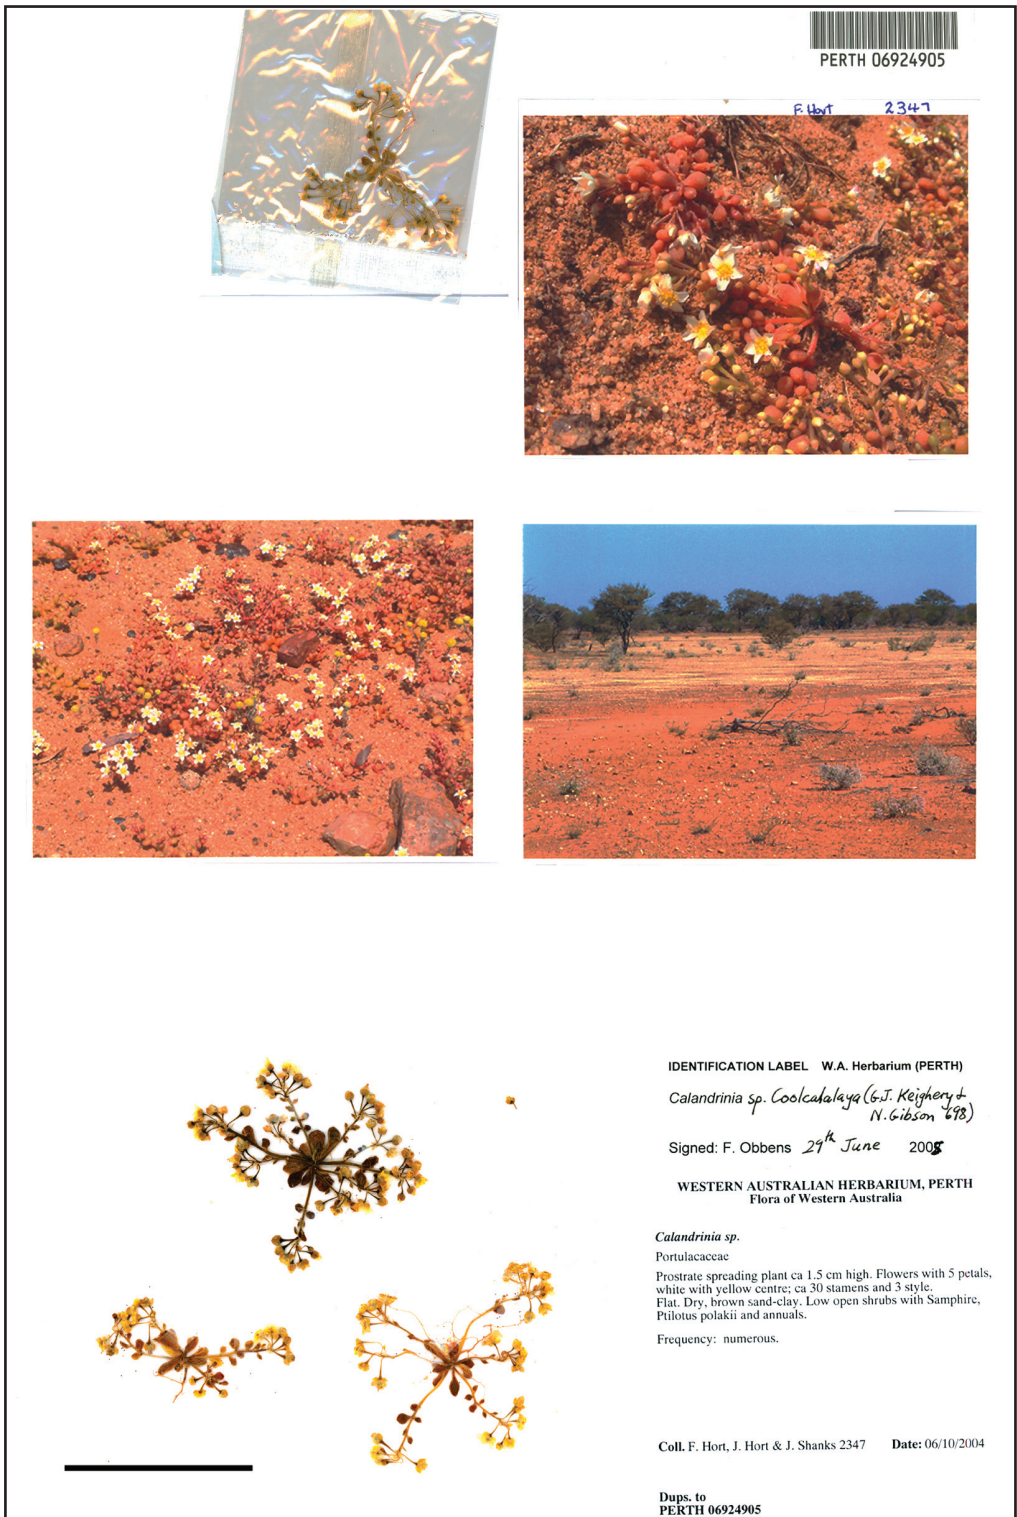 PERTH 06924905
F. Hort 2347
IDENTIFICATION LABEL W.A. Herbarium (PERTH)
Calandrinia sp. Coolcalalaya (G.J. Keighery &
N. Gibson 698)
Signed: F. Obbens 29th June 2005
WESTERN AUSTRALIAN HERBARIUM, PERTH
Flora of Western Australia
Calandrinia sp.
Portulacaceae
Prostrate spreading plant ca 1.5 cm high. Flowers with 5 petals,
white with yellow centre; ca 30 stamens and 3 style.
Flat. Dry, brown sand-clay. Low open shrubs with Samphire,
Ptilotus polakii and annuals.
Frequency: numerous.
Coll. F. Hort, J. Hort & J. Shanks 2347 Date: 06/10/2004
Dups. to
PERTH 06924905